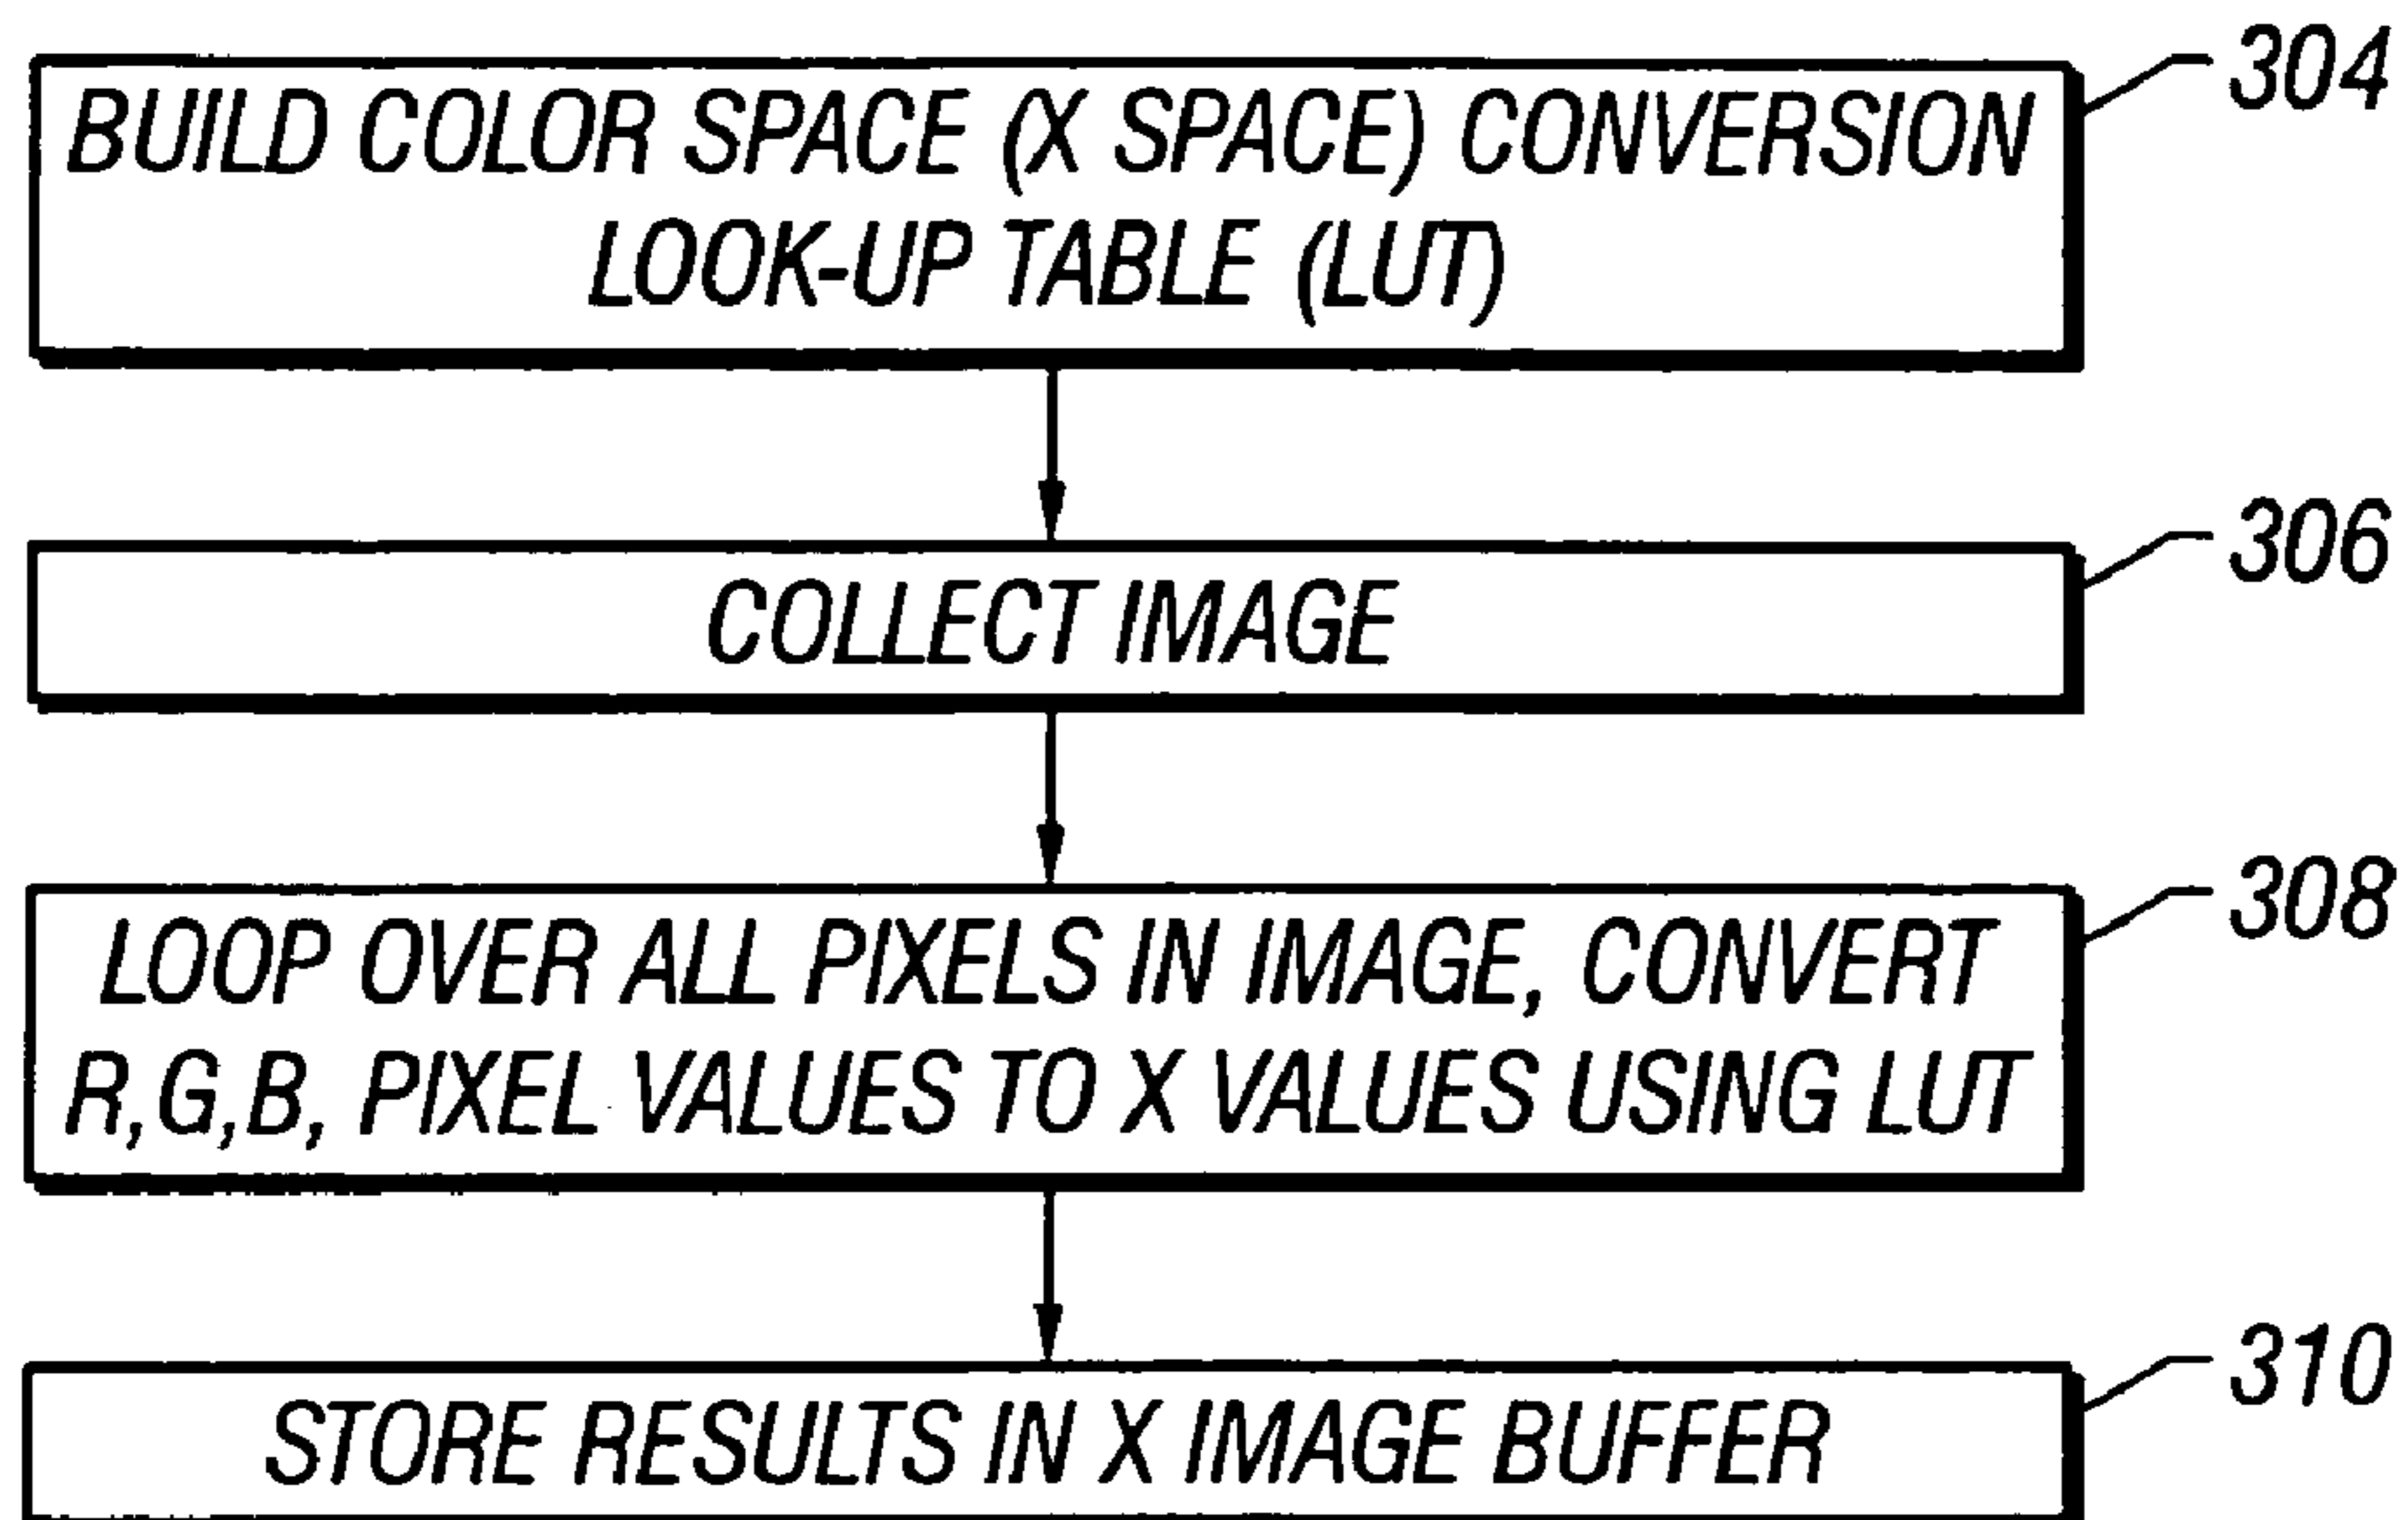 BUILD COLOR SPACE (X SPACE) CONVERSION
LOOK-UP TABLE (LUT)
304
COLLECT IMAGE
306
LOOP OVER ALL PIXELS IN IMAGE, CONVERT
R,G,B, PIXEL VALUES TO X VALUES USING LUT
308
STORE RESULTS IN X IMAGE BUFFER
310